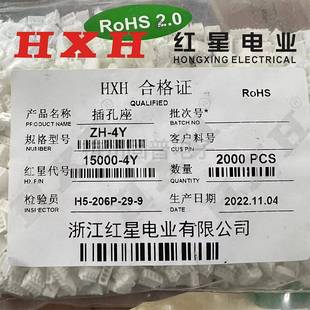 RoHS 2.0
HXH 红星电业
HONGXING ELECTRICAL
HXH 合格证
QUALIFIED
RoHS
产品名称 插孔座 批次号*
PRODUCT NAME BATCH NO
规格型号 ZH-4Y 客户料号
NUMBER C/S P/N
红星代号 15000-4Y 数量 2000 PCS
HX.P/N QUANTITY
检验员 H5-206P-29-9 生产日期 2022.11.04
INSPECTOR DATE
浙江红星电业有限公司